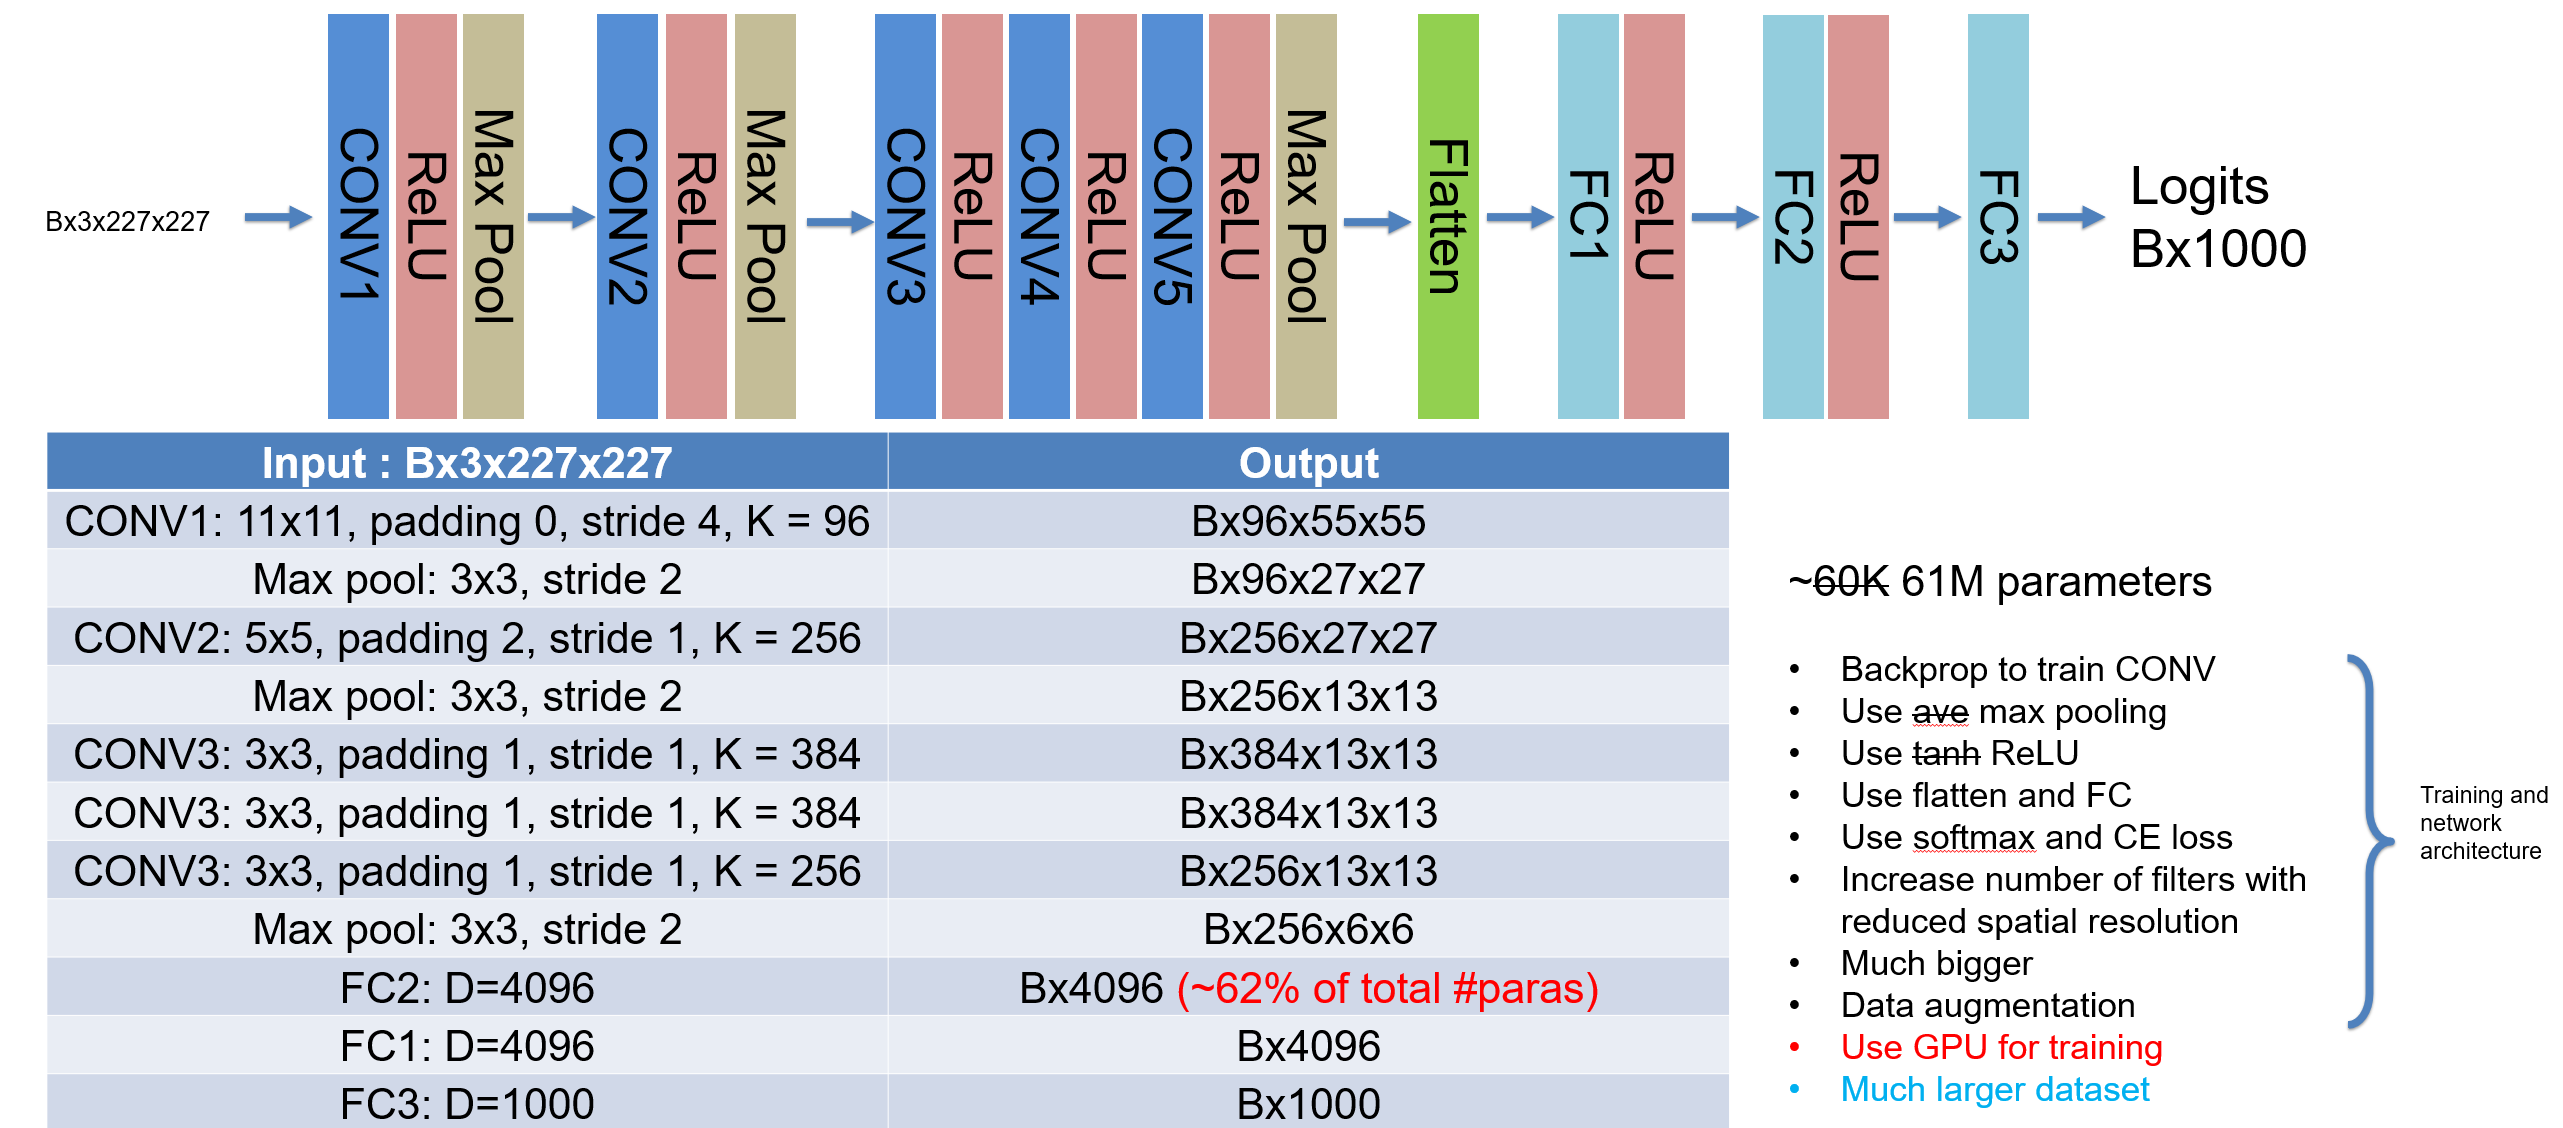 Bx3x227x227
CONV1
ReLU
Max Pool
CONV2
ReLU
Max Pool
CONV3
ReLU
CONV4
ReLU
CONV5
ReLU
Max Pool
Flatten
FC1
ReLU
FC2
ReLU
FC3
Logits
Bx1000
Input : Bx3x227x227 Output
CONV1: 11x11, padding 0, stride 4, K = 96 Bx96x55x55
Max pool: 3x3, stride 2 Bx96x27x27
CONV2: 5x5, padding 2, stride 1, K = 256 Bx256x27x27
Max pool: 3x3, stride 2 Bx256x13x13
CONV3: 3x3, padding 1, stride 1, K = 384 Bx384x13x13
CONV3: 3x3, padding 1, stride 1, K = 384 Bx384x13x13
CONV3: 3x3, padding 1, stride 1, K = 256 Bx256x13x13
Max pool: 3x3, stride 2 Bx256x6x6
FC2: D=4096 Bx4096 (~62% of total #paras)
FC1: D=4096 Bx4096
FC3: D=1000 Bx1000
~60K 61M parameters
• Backprop to train CONV
• Use ave max pooling
• Use tanh ReLU
• Use flatten and FC
• Use softmax and CE loss
• Increase number of filters with
reduced spatial resolution
• Much bigger
• Data augmentation
• Use GPU for training
• Much larger dataset
Training and
network
architecture